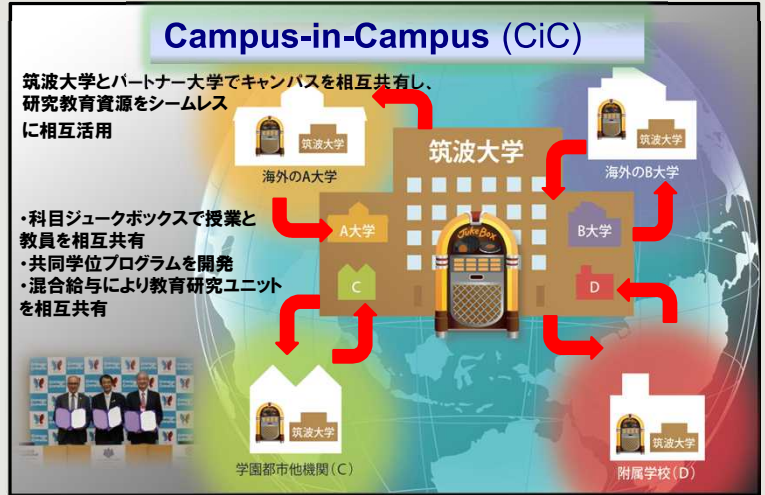 Campus-in-Campus (CiC)
筑波大学とパートナー大学でキャンパスを相互共有し、
研究教育資源をシームレス
に相互活用
筑波大学
海外のA大学
筑波大学
筑波大学
海外のB大学
・科目ジュークボックスで授業と
教員を相互共有
・共同学位プログラムを開発
・混合給与により教育研究ユニット
を相互共有
A大学
JukeBox
B大学
C
D
筑波大学
学園都市他機関(C)
筑波大学
附属学校(D)